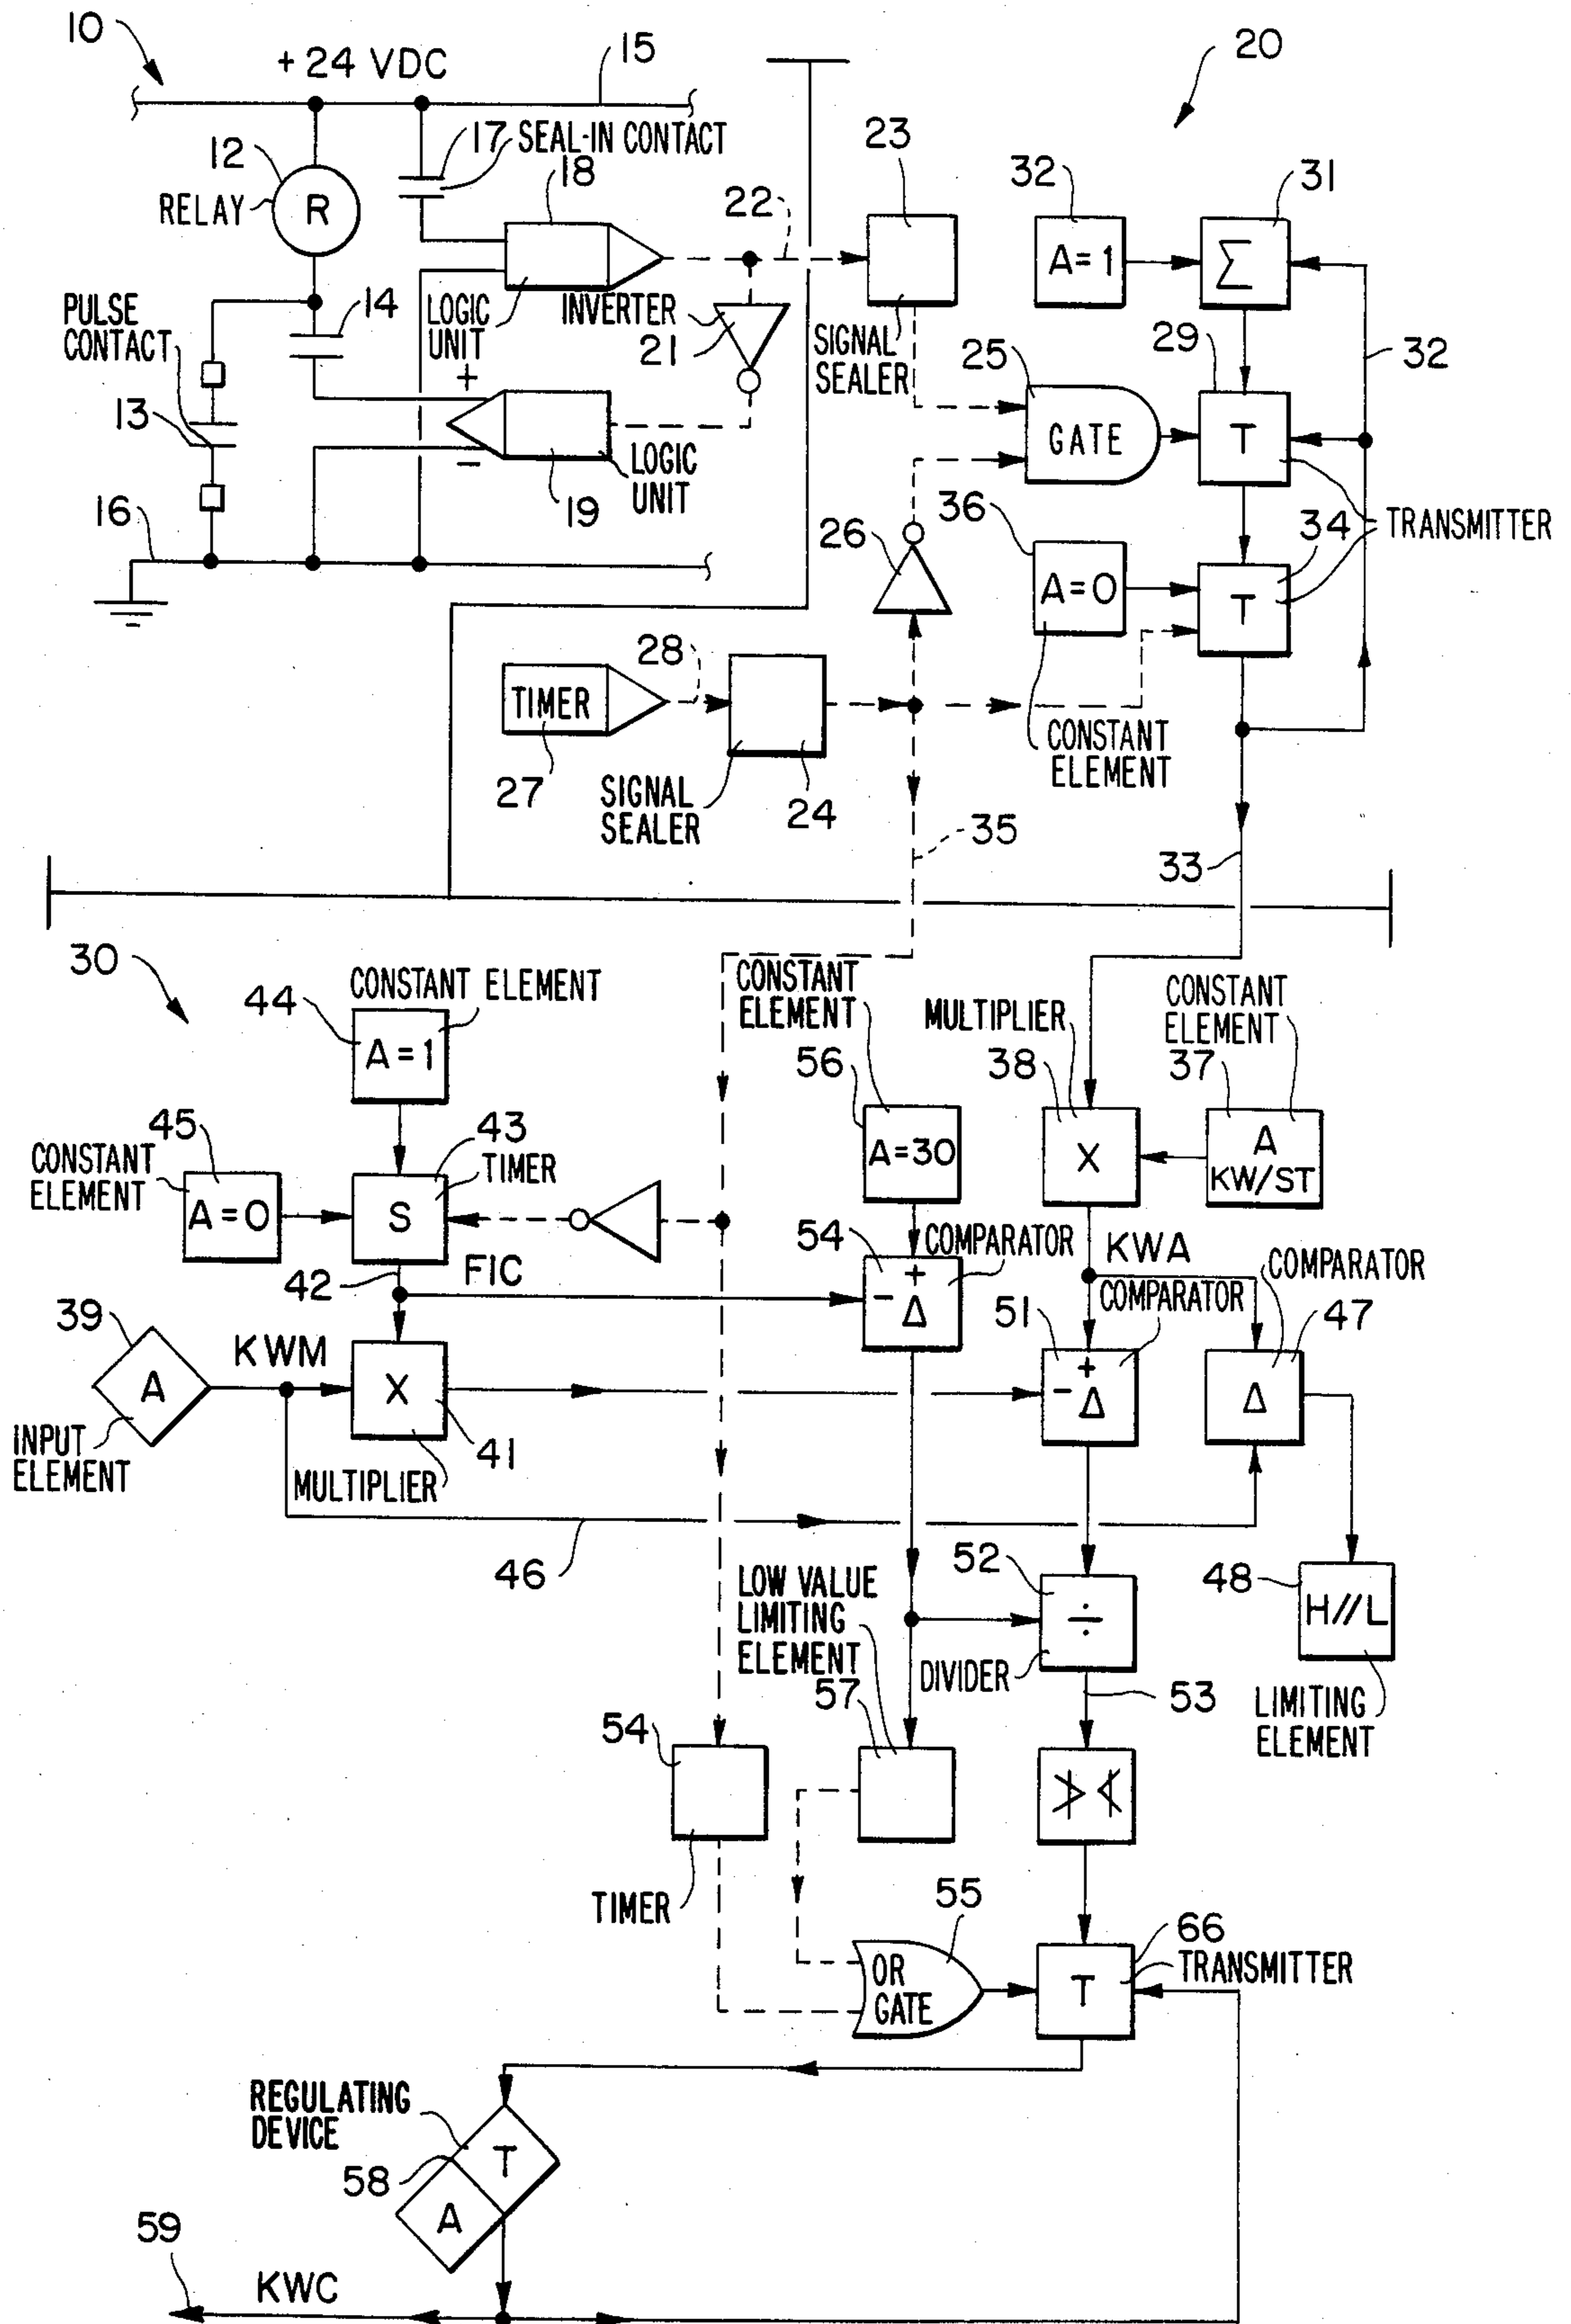 10
+ 24 VDC
15
20
12
RELAY
R
17 SEAL-IN CONTACT
18
22
23
32
A = 1
31
Σ
PULSE
CONTACT
14
LOGIC
UNIT
INVERTER
21
SIGNAL
SEALER
25
GATE
29
T
32
13
+
−
19
LOGIC
UNIT
16
26
36
A = 0
34
T
TRANSMITTER
TIMER
27
28
SIGNAL
SEALER
24
CONSTANT
ELEMENT
35
33
30
44
CONSTANT ELEMENT
A = 1
CONSTANT
ELEMENT
56
A = 30
MULTIPLIER
38
X
CONSTANT
ELEMENT
37
A
KW/ST
45
CONSTANT
ELEMENT
A = 0
43
TIMER
S
42
FIC
54
COMPARATOR
+
−
Δ
KWA
COMPARATOR
51
+
−
Δ
COMPARATOR
47
Δ
39
A
KWM
INPUT
ELEMENT
X
41
MULTIPLIER
46
LOW VALUE
LIMITING
ELEMENT
57
52
÷
DIVIDER
53
48
H//L
LIMITING
ELEMENT
54
TIMER
55
OR
GATE
66
TRANSMITTER
T
REGULATING
DEVICE
58
T
A
59
KWC